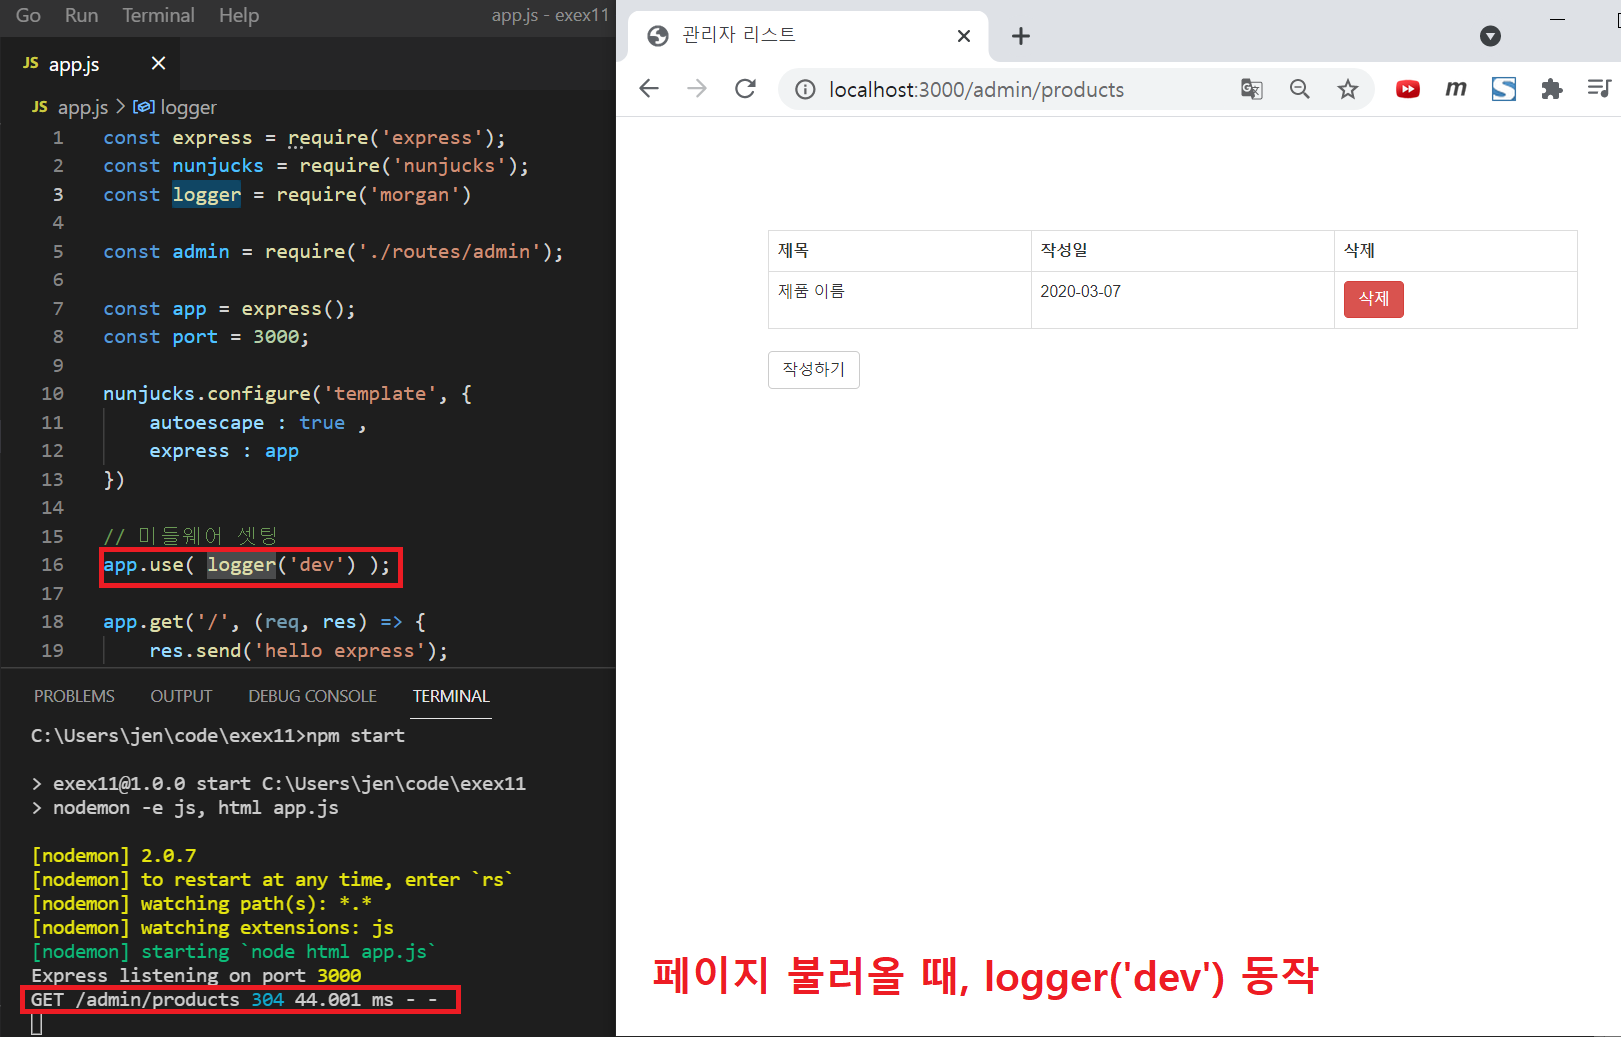 Go Run Terminal Help app.js - exex11
JS app.js
JS app.js > logger
1 const express = require('express');
2 const nunjucks = require('nunjucks');
3 const logger = require('morgan')
4
5 const admin = require('./routes/admin');
6
7 const app = express();
8 const port = 3000;
9
10 nunjucks.configure('template', {
11 autoescape : true ,
12 express : app
13 })
14
15 // 미들웨어 셋팅
16 app.use( logger('dev') );
17
18 app.get('/', (req, res) => {
19 res.send('hello express');
PROBLEMS OUTPUT DEBUG CONSOLE TERMINAL
C:\Users\jen\code\exex11>npm start
> exex11@1.0.0 start C:\Users\jen\code\exex11
> nodemon -e js, html app.js
[nodemon] 2.0.7
[nodemon] to restart at any time, enter `rs`
[nodemon] watching path(s): *.*
[nodemon] watching extensions: js
[nodemon] starting `node html app.js`
Express listening on port 3000
GET /admin/products 304 44.001 ms - -
관리자 리스트
localhost:3000/admin/products
m
S
제목 작성일 삭제
제품 이름 2020-03-07 삭제
작성하기
페이지 불러올 때, logger('dev') 동작